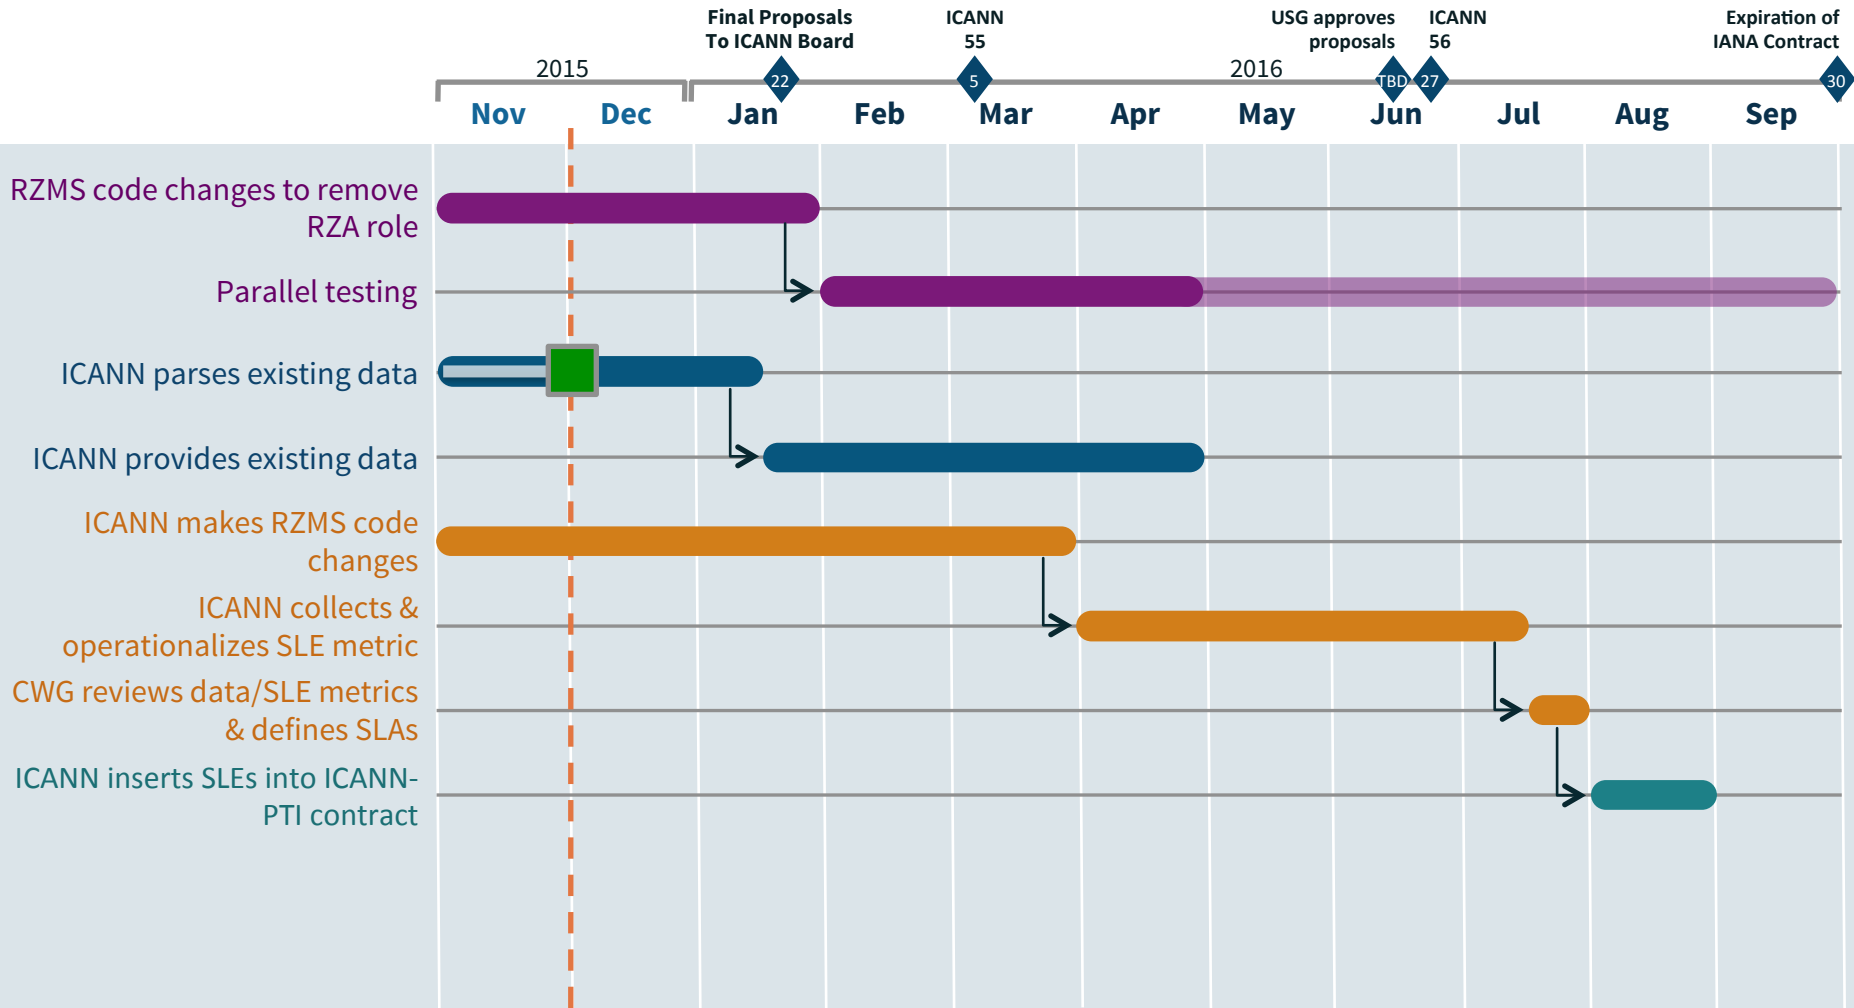 Final Proposals
To ICANN Board
ICANN
55
USG approves
proposals
ICANN
56
Expiration of
IANA Contract
2015
2016
22
5
TBD
27
30
Nov
Dec
Jan
Feb
Mar
Apr
May
Jun
Jul
Aug
Sep
RZMS code changes to remove
RZA role
Parallel testing
ICANN parses existing data
ICANN provides existing data
ICANN makes RZMS code
changes
ICANN collects &
operationalizes SLE metric
CWG reviews data/SLE metrics
& defines SLAs
ICANN inserts SLEs into ICANN-
PTI contract